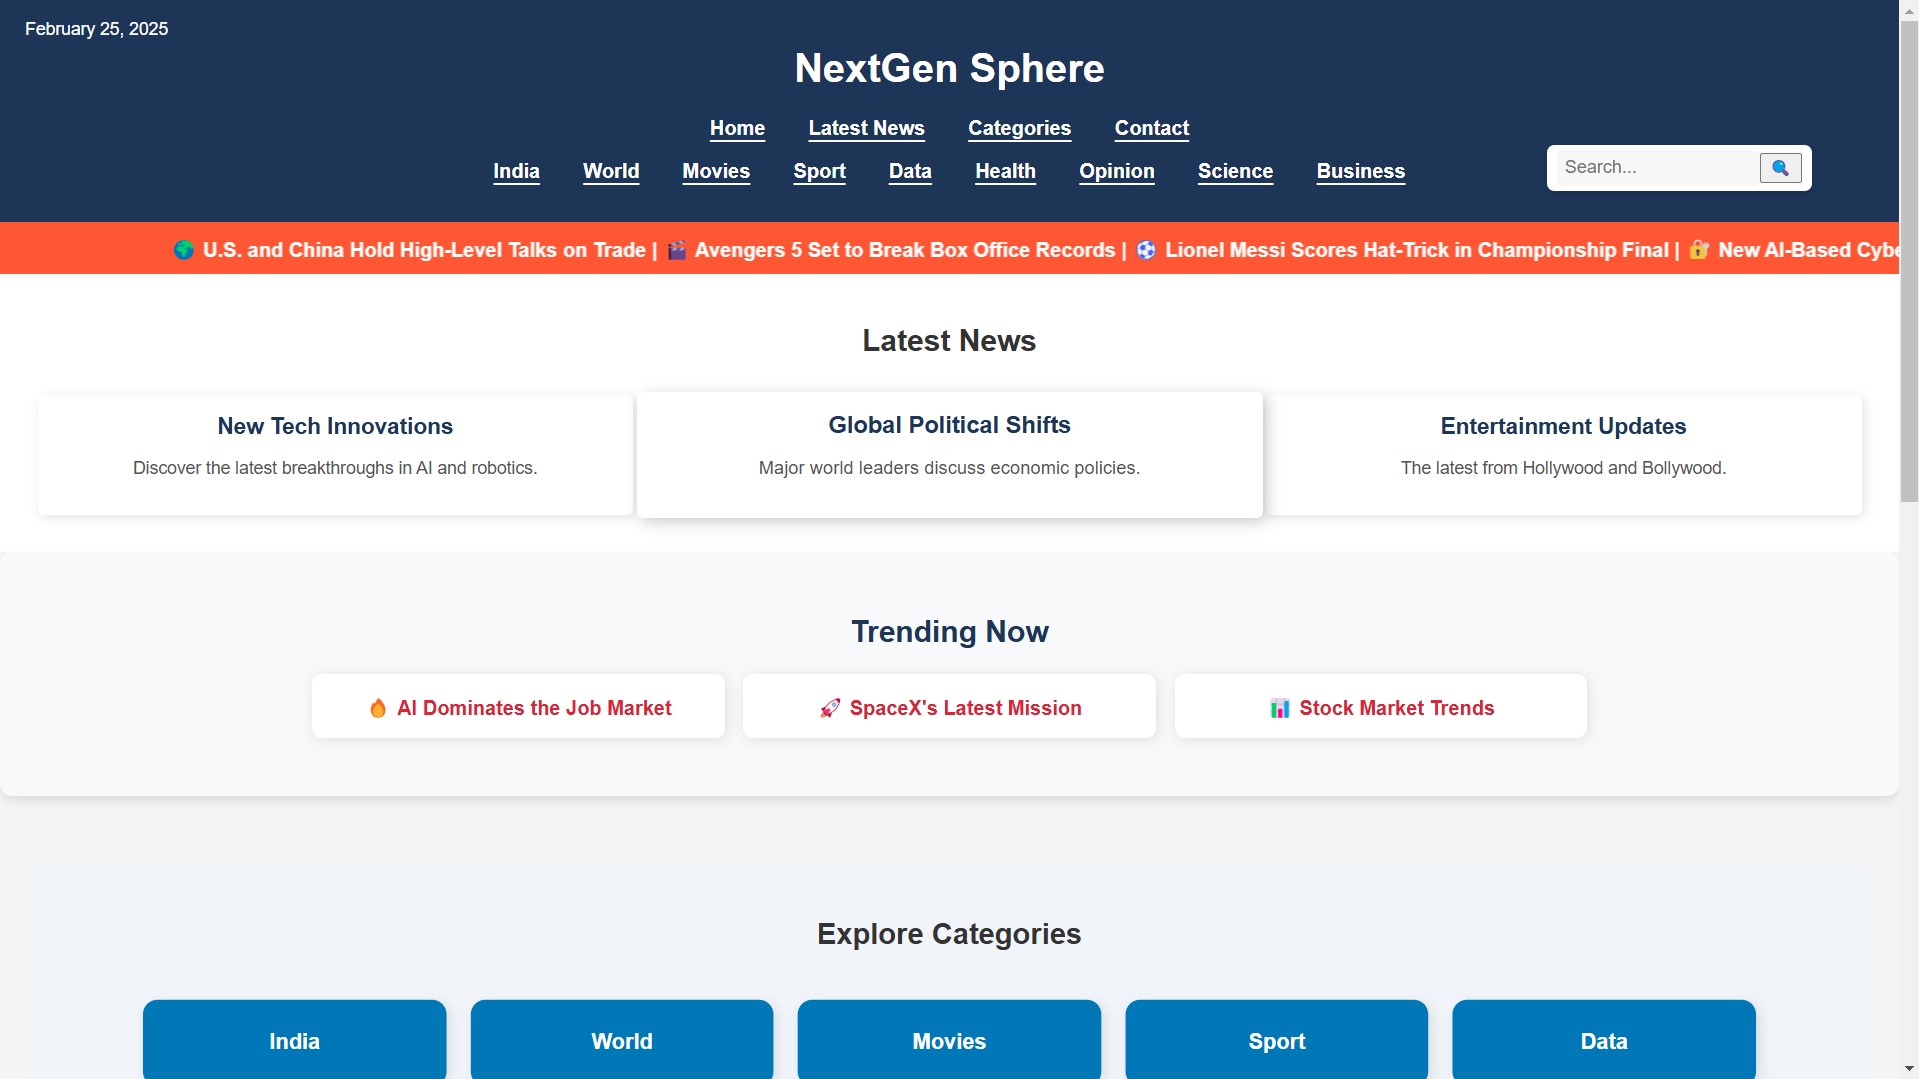 February 25, 2025
NextGen Sphere
Home Latest News Categories Contact
India World Movies Sport Data Health Opinion Science Business
Search...
U.S. and China Hold High-Level Talks on Trade | Avengers 5 Set to Break Box Office Records | Lionel Messi Scores Hat-Trick in Championship Final | New AI-Based Cybe
Latest News
New Tech Innovations
Discover the latest breakthroughs in AI and robotics.
Global Political Shifts
Major world leaders discuss economic policies.
Entertainment Updates
The latest from Hollywood and Bollywood.
Trending Now
AI Dominates the Job Market
SpaceX's Latest Mission
Stock Market Trends
Explore Categories
India
World
Movies
Sport
Data